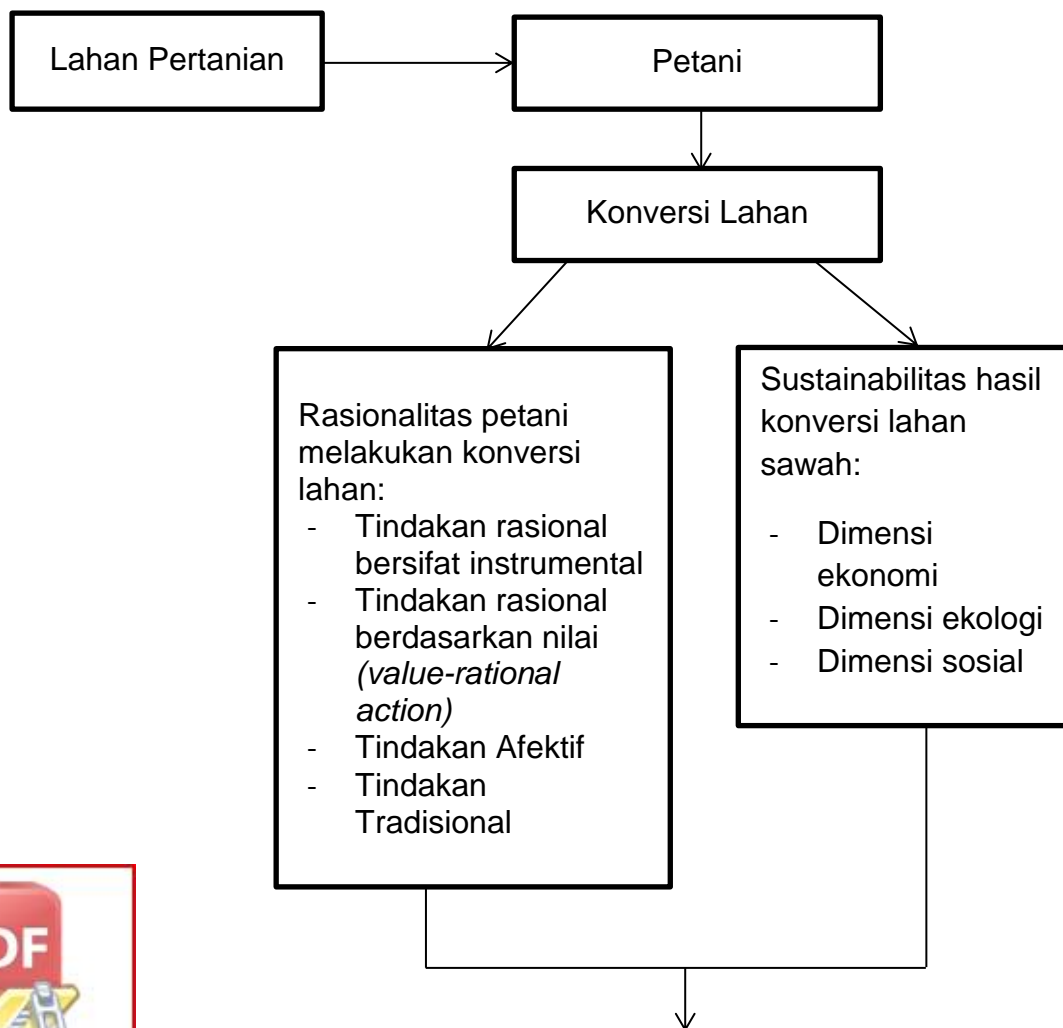 Lahan Pertanian
Petani
Konversi Lahan
Rasionalitas petani
melakukan konversi
lahan:
- Tindakan rasional
bersifat instrumental
- Tindakan rasional
berdasarkan nilai
(value-rational
action)
- Tindakan Afektif
- Tindakan
Tradisional
Sustainabilitas hasil
konversi lahan
sawah:
- Dimensi
ekonomi
- Dimensi ekologi
- Dimensi sosial